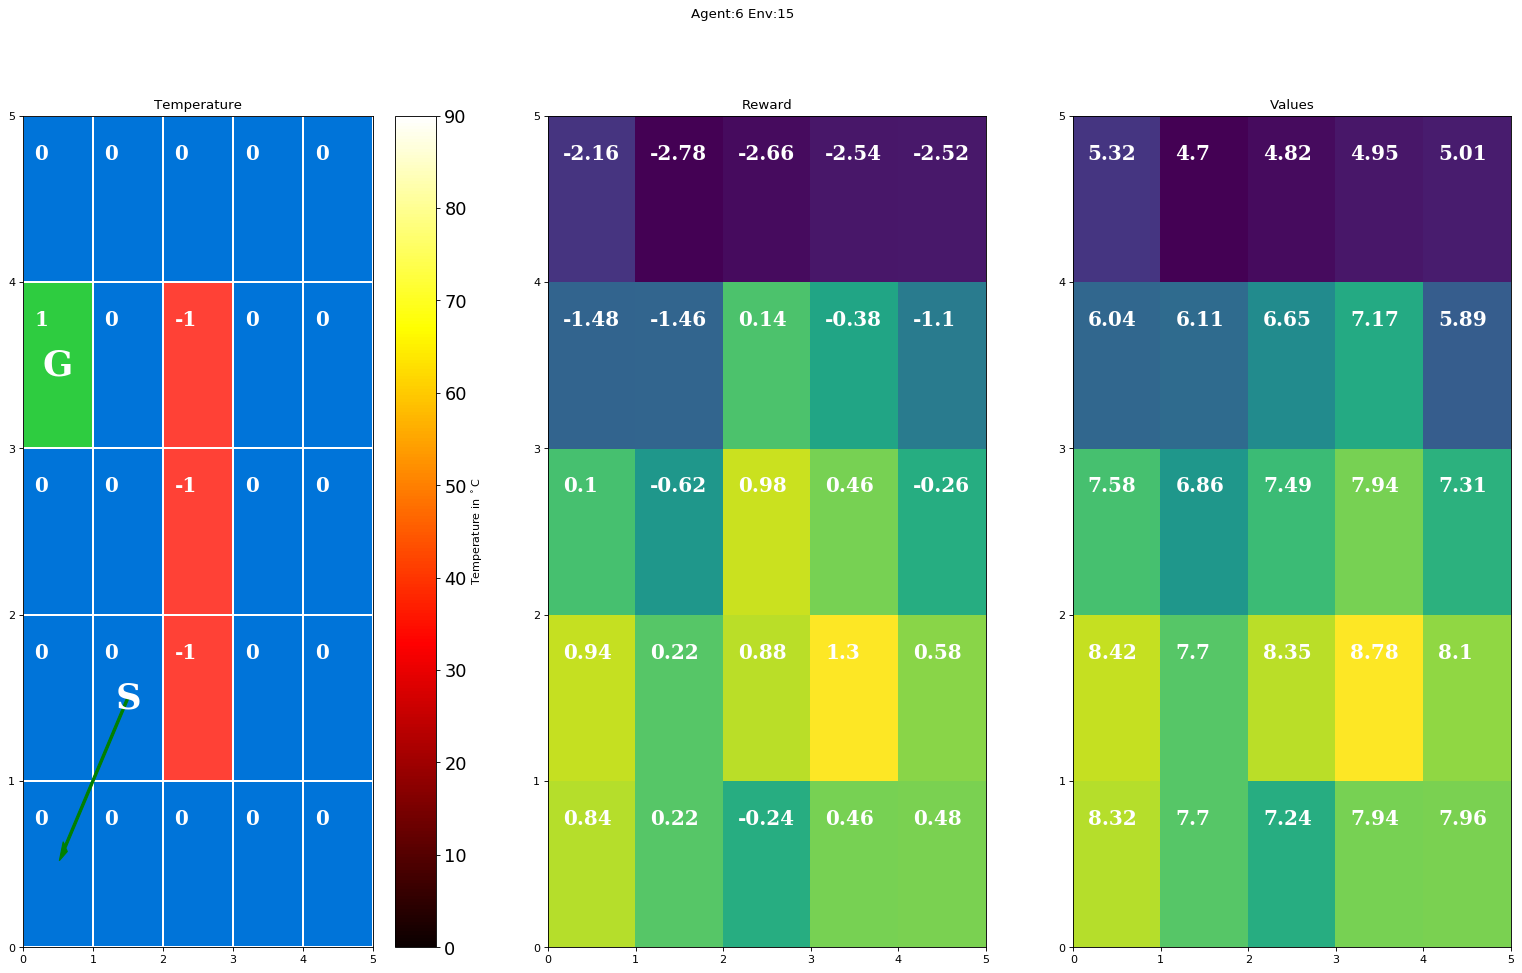 Agent:6 Env:15
Temperature
5
4
3
2
1
0
0 0 0 0 0
1 0 -1 0 0
G
0 0 -1 0 0
0 0 -1 0 0
S
0 0 0 0 0
0 1 2 3 4 5
90
80
70
60
50
40
30
20
10
0
Temperature in °C
Reward
5
4
3
2
1
0
-2.16 -2.78 -2.66 -2.54 -2.52
-1.48 -1.46 0.14 -0.38 -1.1
0.1 -0.62 0.98 0.46 -0.26
0.94 0.22 0.88 1.3 0.58
0.84 0.22 -0.24 0.46 0.48
0 1 2 3 4 5
Values
5
4
3
2
1
0
5.32 4.7 4.82 4.95 5.01
6.04 6.11 6.65 7.17 5.89
7.58 6.86 7.49 7.94 7.31
8.42 7.7 8.35 8.78 8.1
8.32 7.7 7.24 7.94 7.96
0 1 2 3 4 5